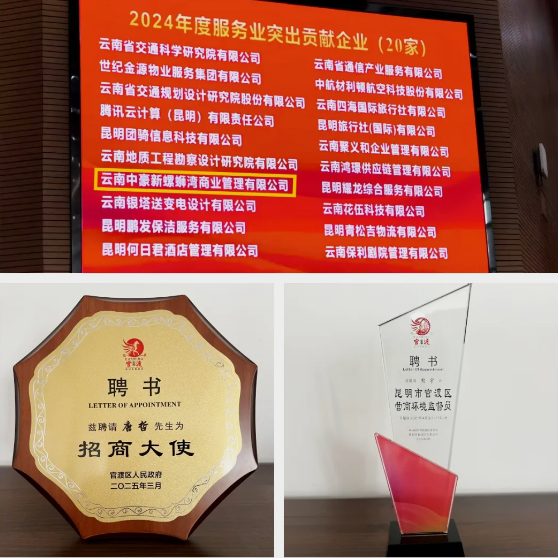 2024年度服务业突出贡献企业（20家）
云南省交通科学研究院有限公司
世纪金源物业服务集团有限公司
云南省交通规划设计研究院股份有限公司
腾讯云计算（昆明）有限责任公司
昆明团骑信息科技有限公司
云南地质工程勘察设计研究院有限公司
云南中豪新螺蛳湾商业管理有限公司
云南银塔送变电设计有限公司
昆明鹏发保洁服务有限公司
昆明何日君酒店管理有限公司
云南省通信产业服务有限公司
中航材利顿航空科技股份有限公司
云南四海国际旅行社有限公司
昆明旅行社(国际)有限公司
云南聚义和企业管理有限公司
云南鸿璟供应链管理有限公司
昆明耀龙综合服务有限公司
云南花伍科技有限公司
昆明青松吉物流有限公司
云南保利剧院管理有限公司
官渡
聘书
LETTER OF APPOINTMENT
兹聘请 唐哲 先生为
招商大使
官渡区人民政府
二〇二五年三月
官渡
聘书
Letter of Appointment
昆明市官渡区
营商环境监督员